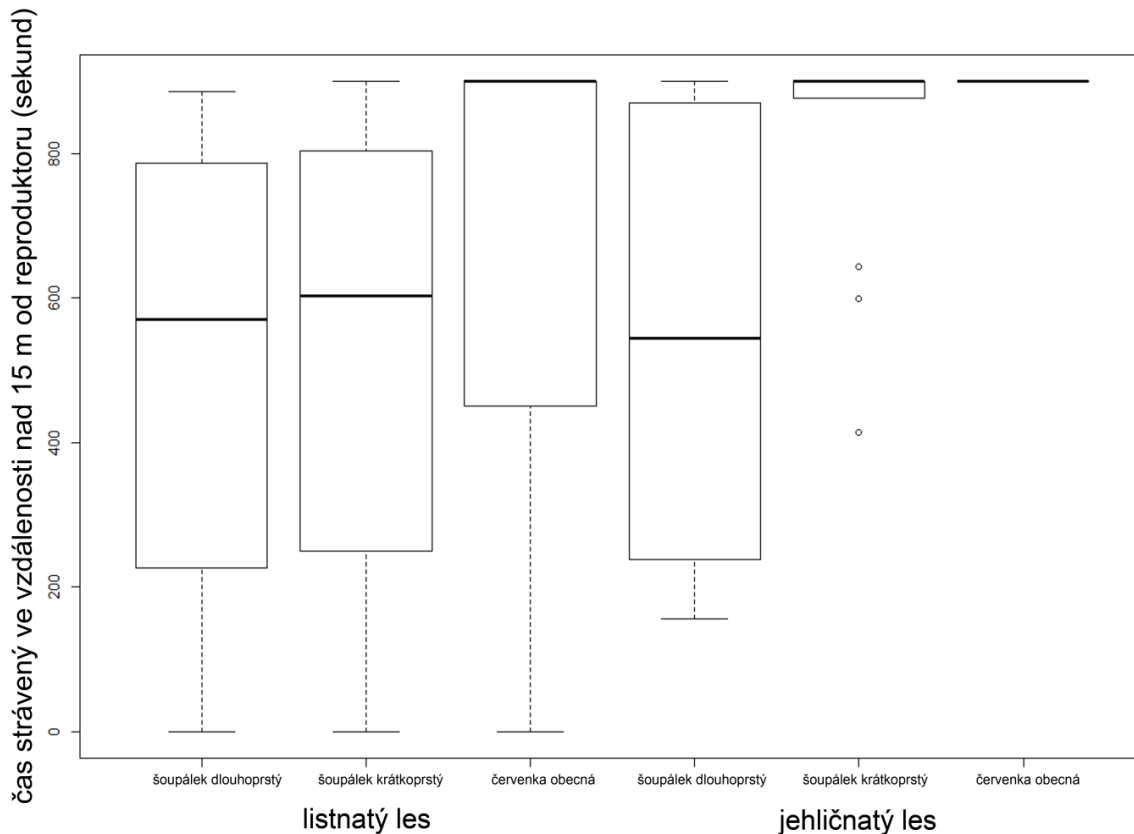 čas strávený ve vzdálenosti nad 15 m od reproduktoru (sekund)
800
600
400
200
0
šoupálek dlouhoprstý šoupálek krátkoprstý červenka obecná šoupálek dlouhoprstý šoupálek krátkoprstý červenka obecná
listnatý les jehličnatý les